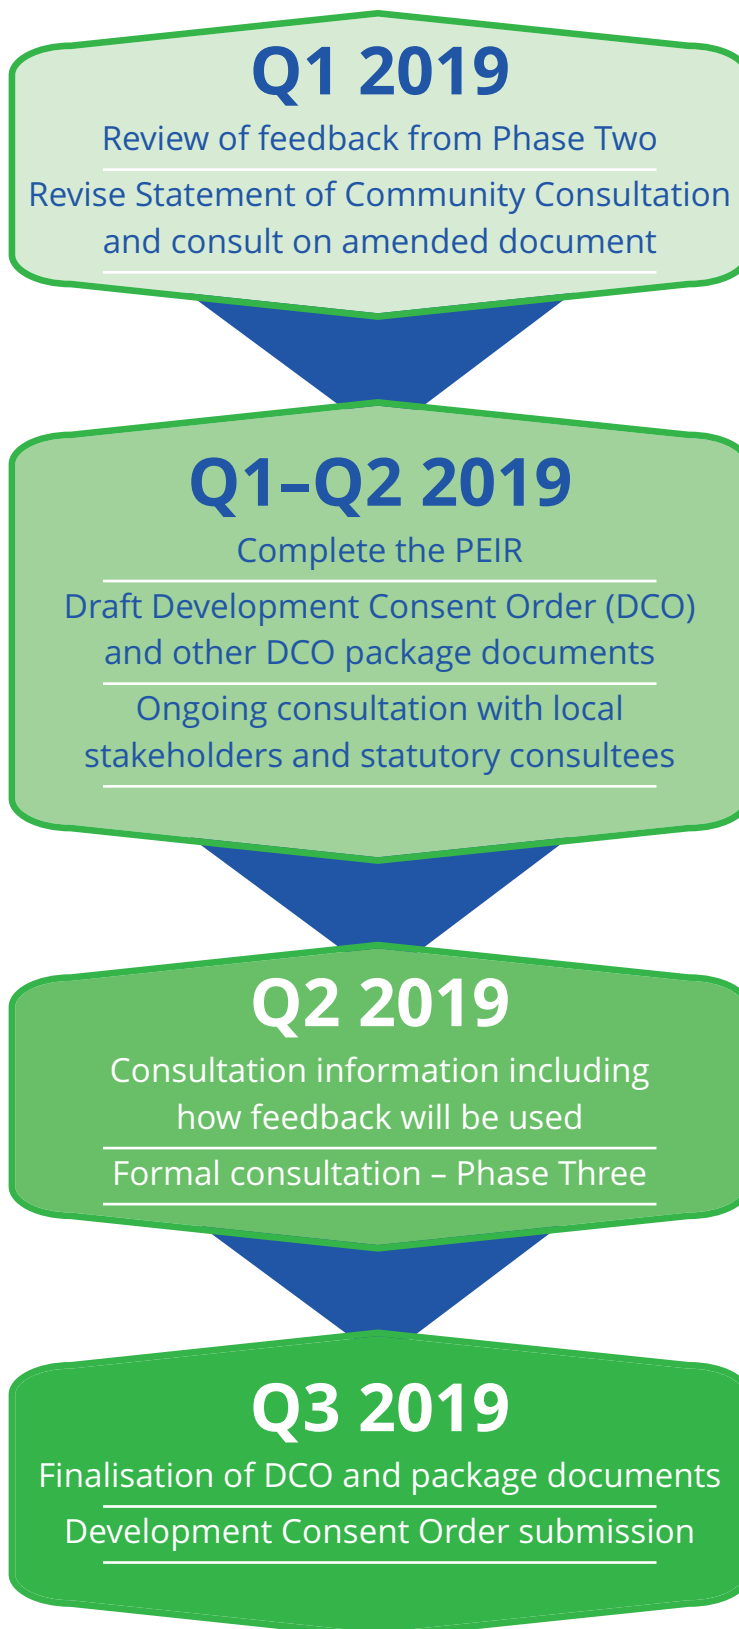 Q1 2019
Review of feedback from Phase Two
Revise Statement of Community Consultation
and consult on amended document
Q1–Q2 2019
Complete the PEIR
Draft Development Consent Order (DCO)
and other DCO package documents
Ongoing consultation with local
stakeholders and statutory consultees
Q2 2019
Consultation information including
how feedback will be used
Formal consultation – Phase Three
Q3 2019
Finalisation of DCO and package documents
Development Consent Order submission